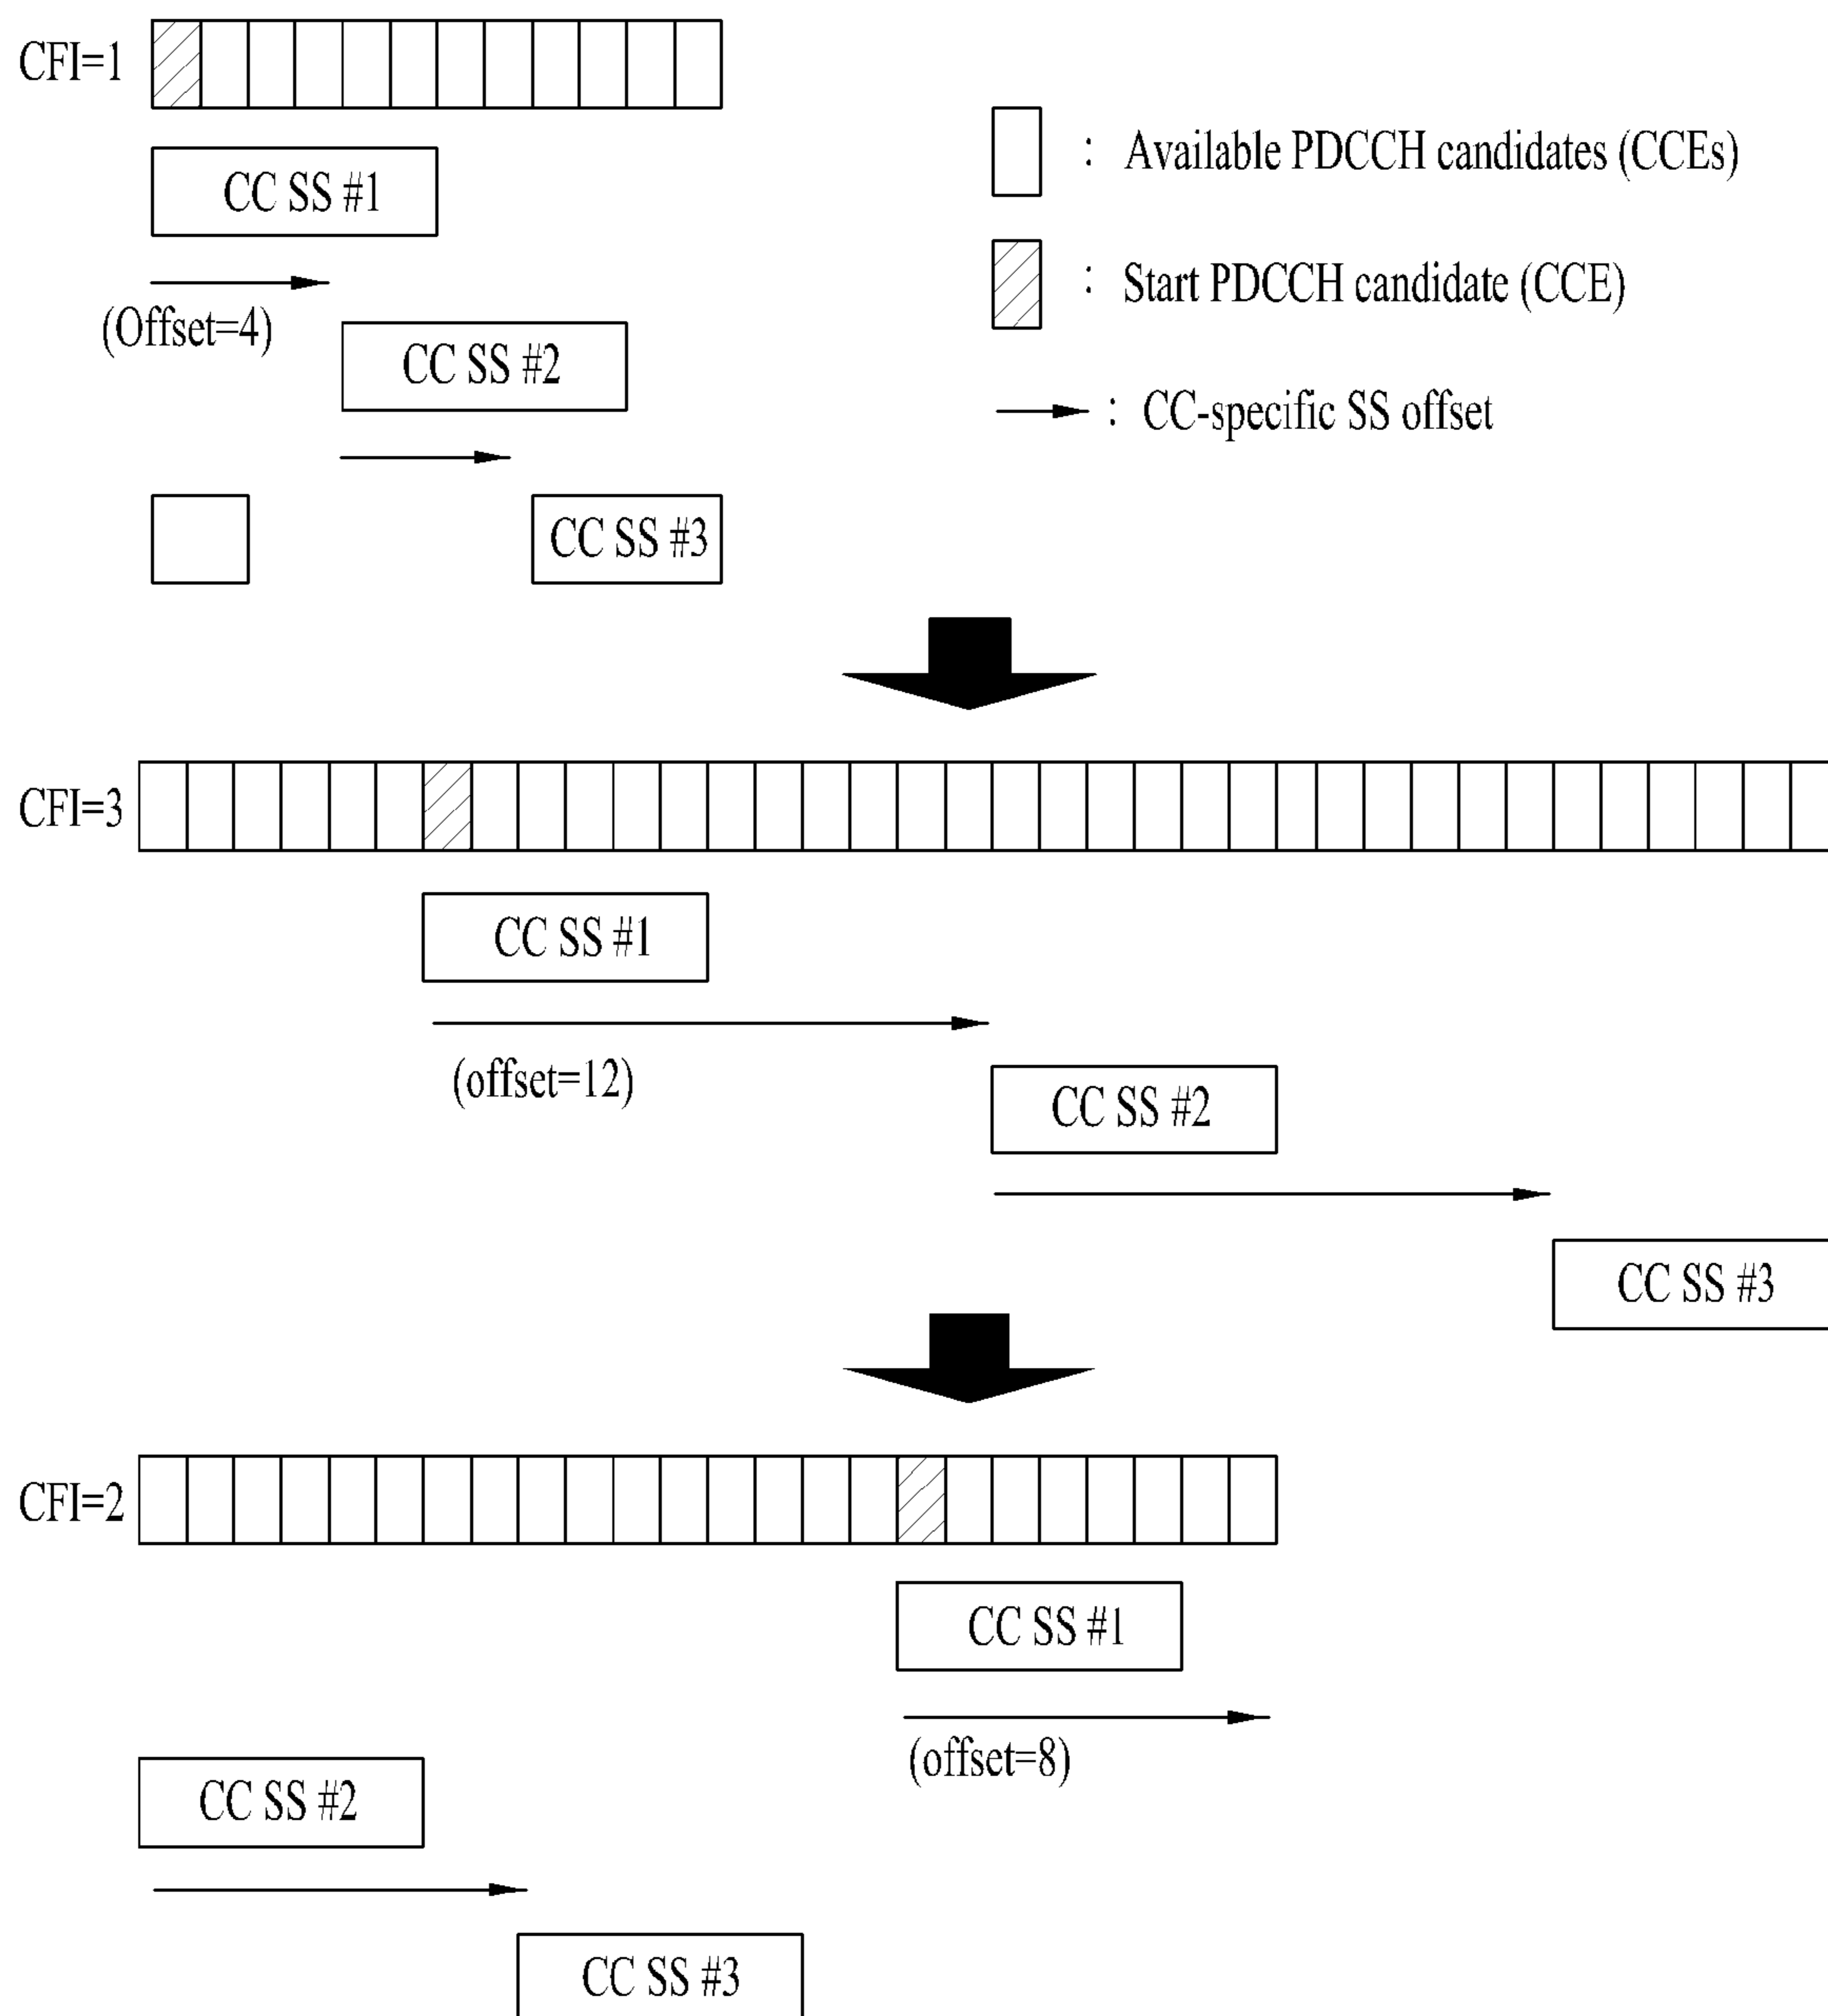 CFI=1
CC SS #1
(Offset=4)
CC SS #2
CC SS #3
: Available PDCCH candidates (CCEs)
: Start PDCCH candidate (CCE)
: CC-specific SS offset
CFI=3
CC SS #1
(offset=12)
CC SS #2
CC SS #3
CFI=2
CC SS #1
(offset=8)
CC SS #2
CC SS #3